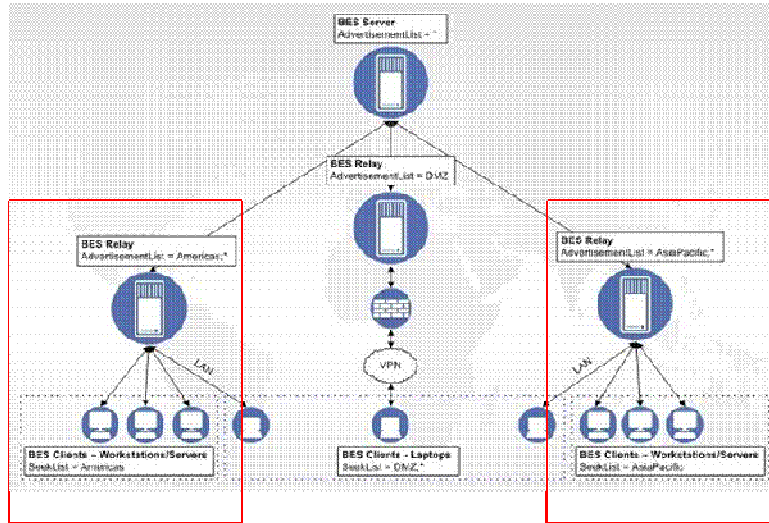 BES Server
AdvertisementList = *
BES Relay
AdvertisementList = DMZ
BES Relay
AdvertisementList = Americas;*
BES Relay
AdvertisementList = AsiaPacific;*
LAN
VPN
LAN
BES Clients – Workstations/Servers
SeekList = Americas
BES Clients – Laptops
SeekList = DMZ;*
BES Clients – Workstations/Servers
SeekList = AsiaPacific